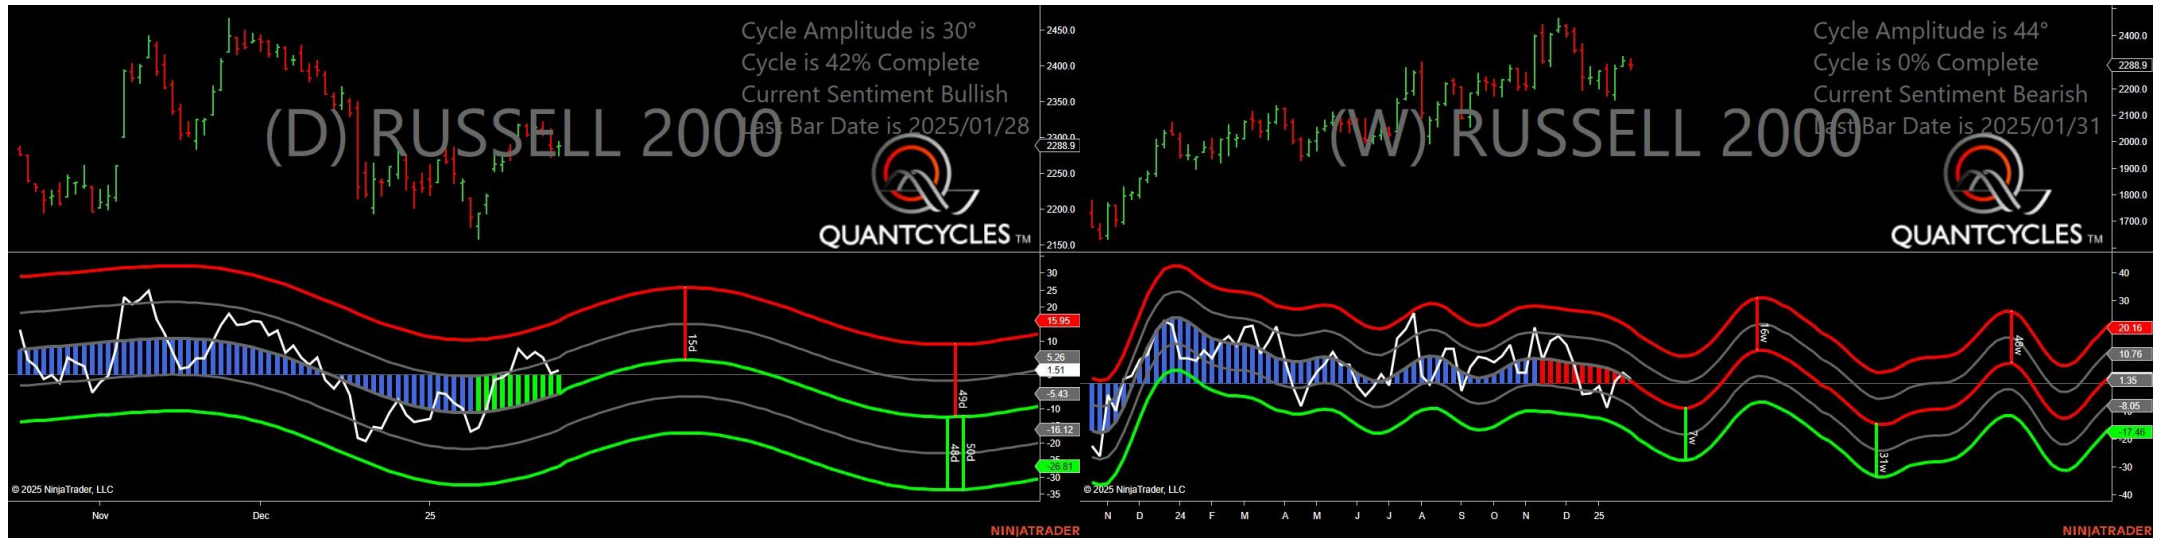 Cycle Amplitude is 30°
Cycle is 42% Complete
Current Sentiment Bullish
Last Bar Date is 2025/01/28
(D) RUSSELL 2000
QUANTCYCLES TM
2450.0
2400.0
2350.0
2300.0
2288.9
2250.0
2200.0
2150.0
30
25
20
15.95
10
5.26
1.51
-5.43
-10
-16.12
-20
-26.81
-30
-35
15d
49d
48d
50d
© 2025 NinjaTrader, LLC
Nov
Dec
25
NINJATRADER
Cycle Amplitude is 44°
Cycle is 0% Complete
Current Sentiment Bearish
Last Bar Date is 2025/01/31
(W) RUSSELL 2000
QUANTCYCLES TM
2400.0
2288.9
2200.0
2100.0
2000.0
1900.0
1800.0
1700.0
40
30
20.16
10.76
1.35
-8.05
-17.46
-20
-30
-40
16w
48w
7w
31w
© 2025 NinjaTrader, LLC
N D 24 F M A M J J A S O N D 25
NINJATRADER